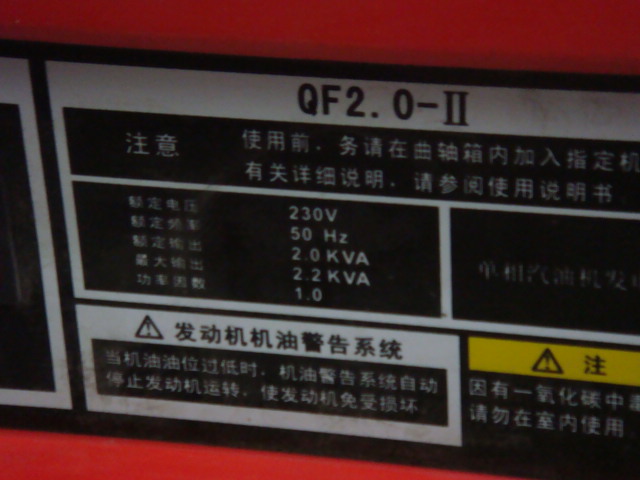 QF2.0-Ⅱ
注意
使用前，务请在曲轴箱内加入指定机
有关详细说明，请参阅使用说明书
额定电压 230V
额定频率 50 Hz
额定输出 2.0 KVA
最大输出 2.2 KVA
功率因数 1.0
单相汽油机发电
⚠ 发动机机油警告系统
当机油油位过低时，机油警告系统自动
停止发动机运转，使发动机免受损坏
⚠ 注
因有一氧化碳中毒
请勿在室内使用